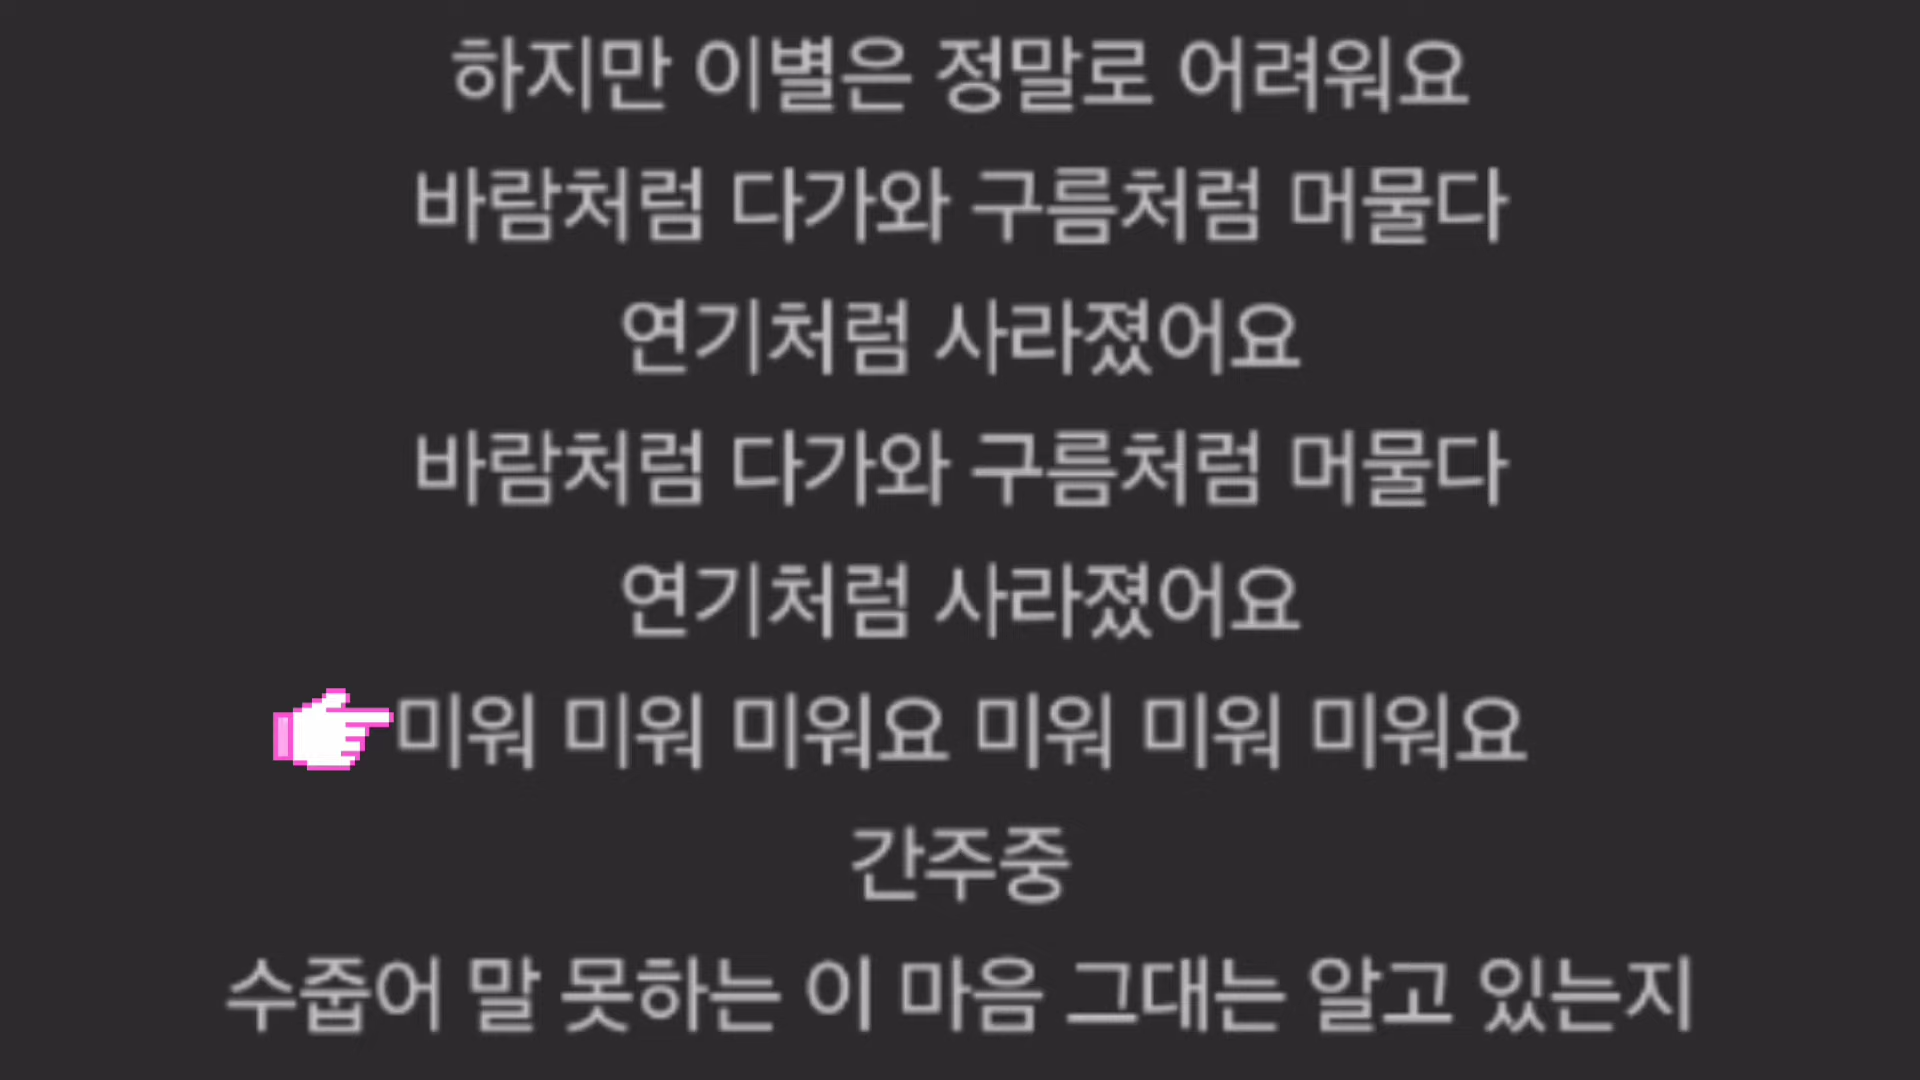 하지만 이별은 정말로 어려워요
바람처럼 다가와 구름처럼 머물다
연기처럼 사라졌어요
바람처럼 다가와 구름처럼 머물다
연기처럼 사라졌어요
미워 미워 미워요 미워 미워 미워요
간주중
수줍어 말 못하는 이 마음 그대는 알고 있는지